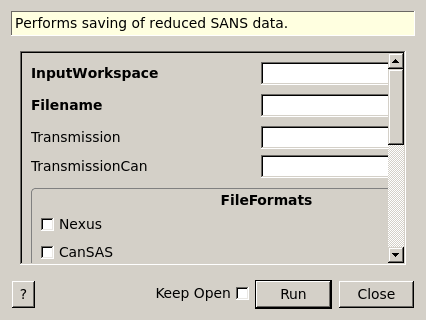 Performs saving of reduced SANS data.
InputWorkspace
Filename
Transmission
TransmissionCan
FileFormats
Nexus
CanSAS
? Keep Open Run Close